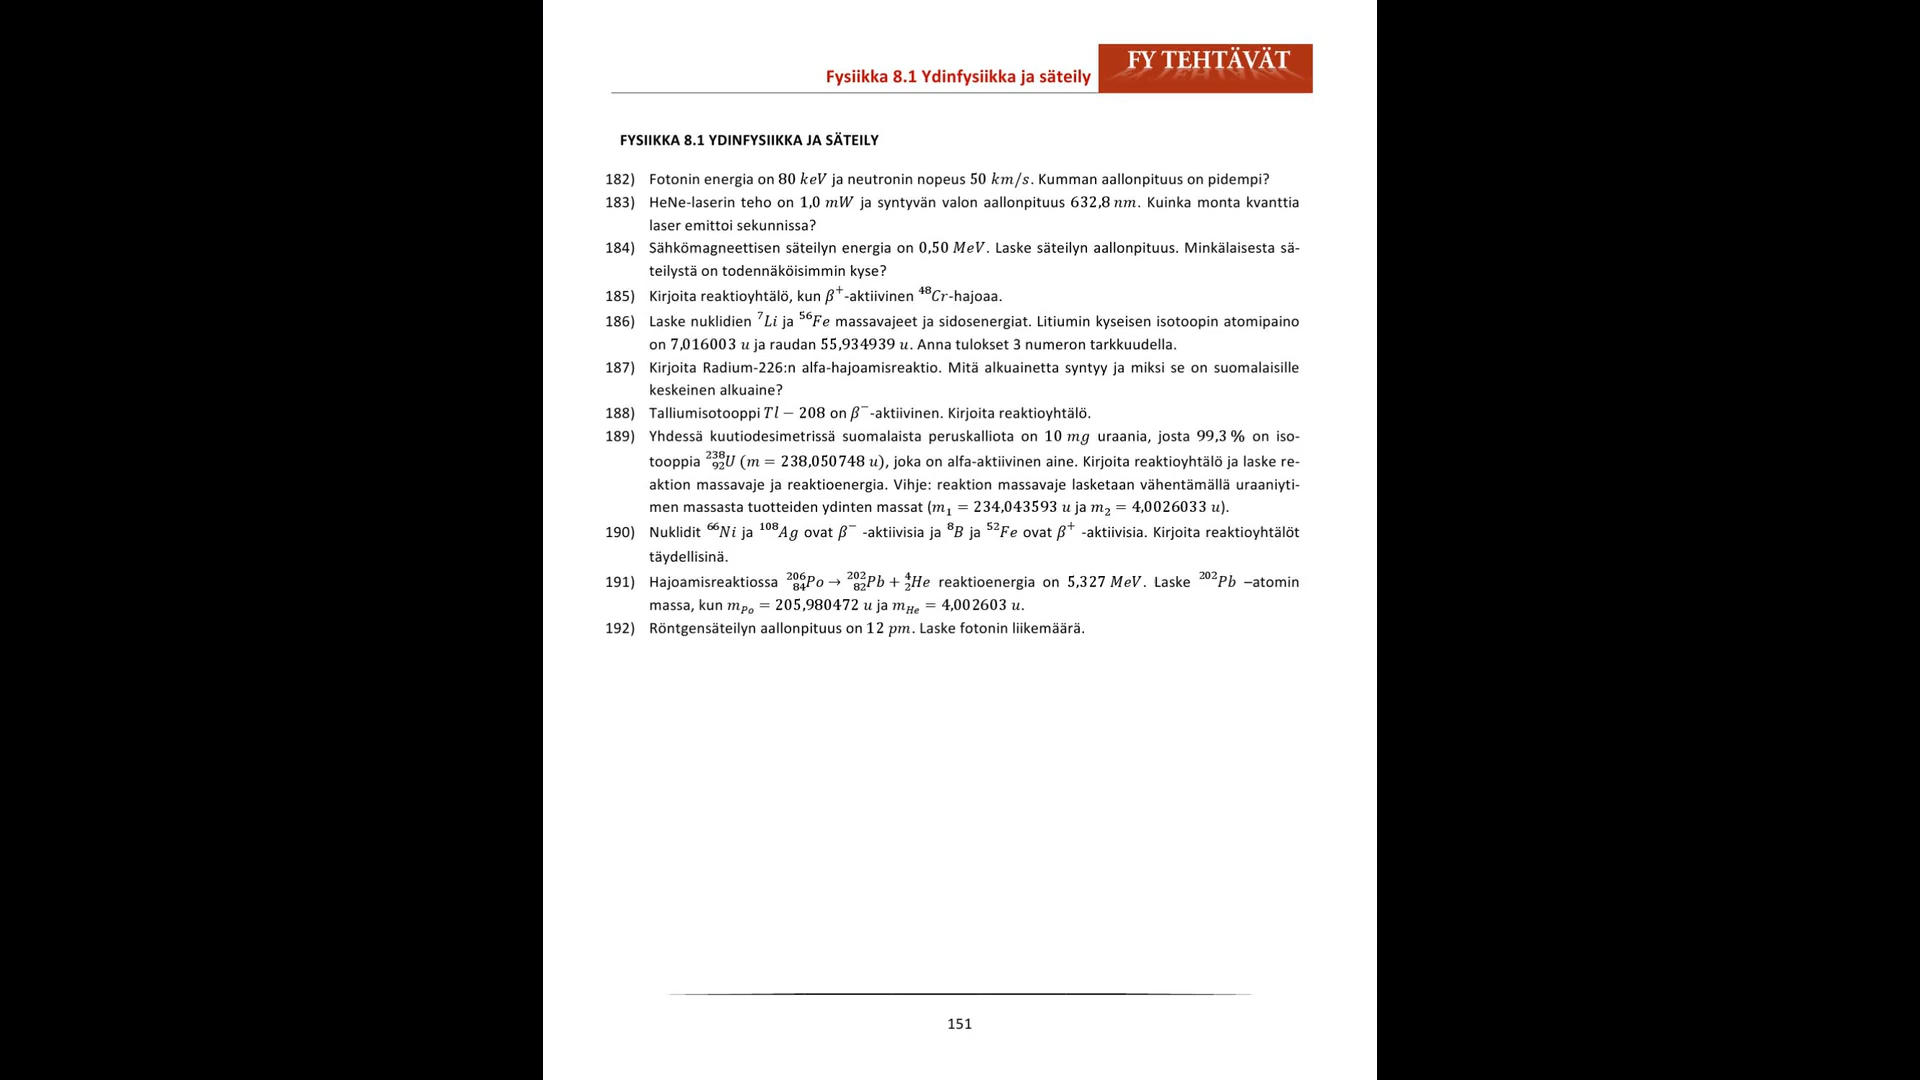 Fysiikka 8.1 Ydinfysiikka ja säteily FY TEHTÄVÄT
FYSIIKKA 8.1 YDINFYSIIKKA JA SÄTEILY
182) Fotonin energia on 80 keV ja neutronin nopeus 50 km/s. Kumman aallonpituus on pidempi?
183) HeNe-laserin teho on 1,0 mW ja syntyvän valon aallonpituus 632,8 nm. Kuinka monta kvanttia
laser emittoi sekunnissa?
184) Sähkömagneettisen säteilyn energia on 0,50 MeV. Laske säteilyn aallonpituus. Minkälaisesta sä-
teilystä on todennäköisimmin kyse?
185) Kirjoita reaktioyhtälö, kun β⁺-aktiivinen ⁴⁸Cr-hajoaa.
186) Laske nuklidien ⁷Li ja ⁵⁶Fe massavajeet ja sidosenergiat. Litiumin kyseisen isotoopin atomipaino
on 7,016003 u ja raudan 55,934939 u. Anna tulokset 3 numeron tarkkuudella.
187) Kirjoita Radium-226:n alfa-hajoamisreaktio. Mitä alkuainetta syntyy ja miksi se on suomalaisille
keskeinen alkuaine?
188) Talliumisotooppi Tl − 208 on β⁻-aktiivinen. Kirjoita reaktioyhtälö.
189) Yhdessä kuutiodesimetrissä suomalaista peruskalliota on 10 mg uraania, josta 99,3 % on iso-
tooppia ²³⁸₉₂U (m = 238,050748 u), joka on alfa-aktiivinen aine. Kirjoita reaktioyhtälö ja laske re-
aktion massavaje ja reaktioenergia. Vihje: reaktion massavaje lasketaan vähentämällä uraaniyti-
men massasta tuotteiden ydinten massat (m₁ = 234,043593 u ja m₂ = 4,0026033 u).
190) Nuklidit ⁶⁶Ni ja ¹⁰⁸Ag ovat β⁻ -aktiivisia ja ⁸B ja ⁵²Fe ovat β⁺ -aktiivisia. Kirjoita reaktioyhtälöt
täydellisinä.
191) Hajoamisreaktiossa ²⁰⁶₈₄Po → ²⁰²₈₂Pb + ⁴₂He reaktioenergia on 5,327 MeV. Laske ²⁰²Pb –atomin
massa, kun m_Po = 205,980472 u ja m_He = 4,002603 u.
192) Röntgensäteilyn aallonpituus on 12 pm. Laske fotonin liikemäärä.
151